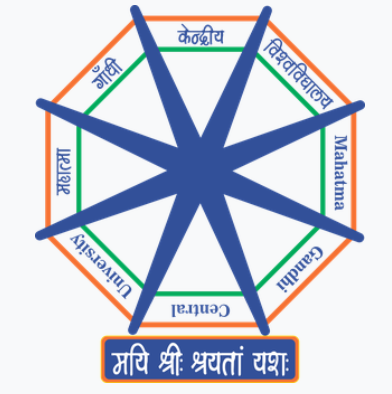 महात्मा गाँधी केन्द्रीय विश्वविद्यालय
Mahatma Gandhi Central University
मयि श्रीः श्रयतां यशः